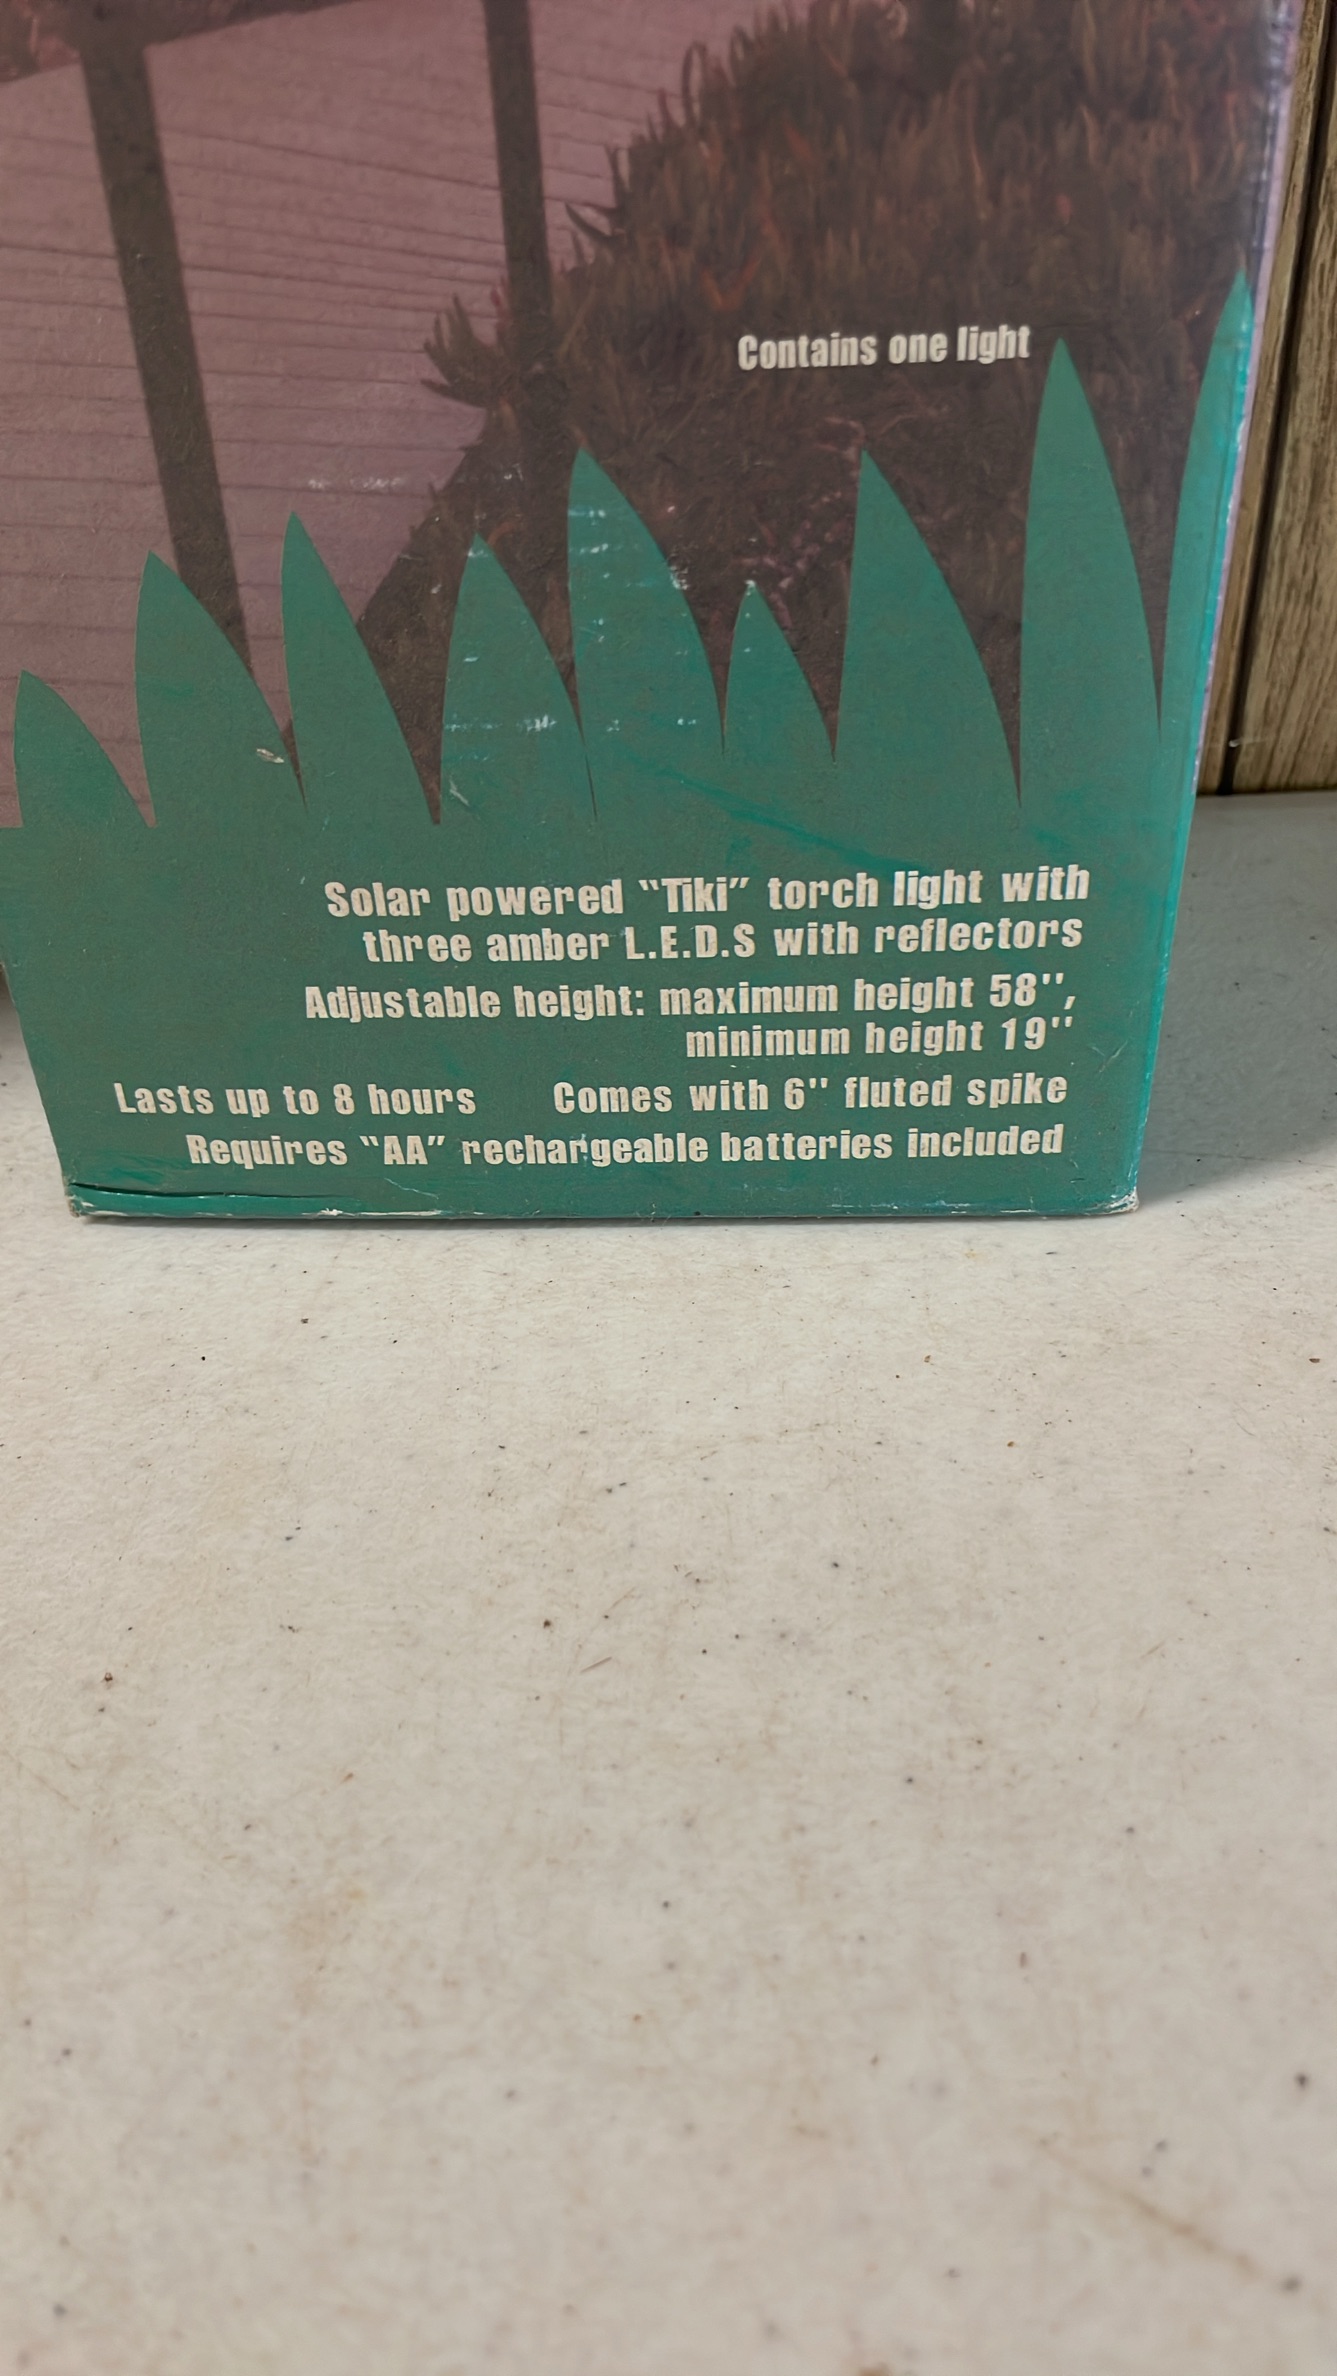 Contains one light
Solar powered “Tiki” torch light with
three amber L.E.D.S with reflectors
Adjustable height: maximum height 58'',
minimum height 19''
Lasts up to 8 hours Comes with 6'' fluted spike
Requires “AA” rechargeable batteries included